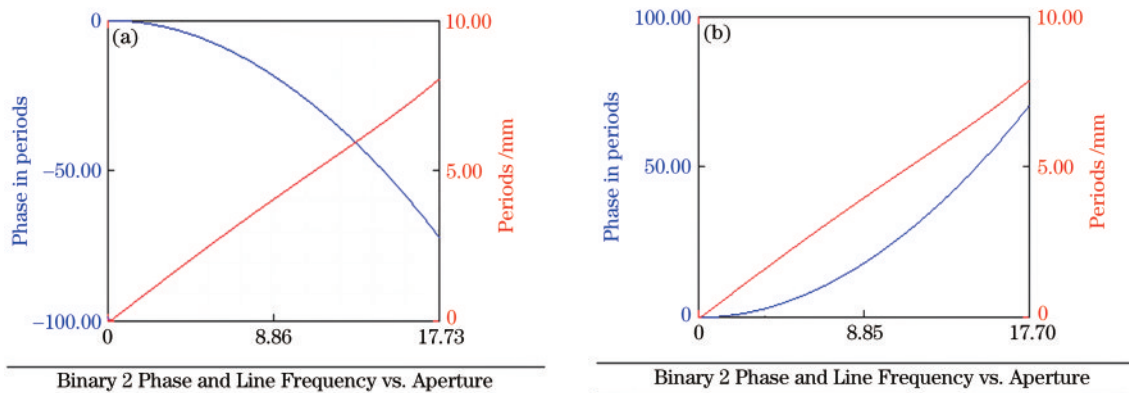 (a)
0
-50.00
-100.00
Phase in periods
10.00
5.00
0
Periods /mm
0
8.86
17.73
Binary 2 Phase and Line Frequency vs. Aperture
(b)
100.00
50.00
0
Phase in periods
10.00
5.00
0
Periods /mm
0
8.85
17.70
Binary 2 Phase and Line Frequency vs. Aperture